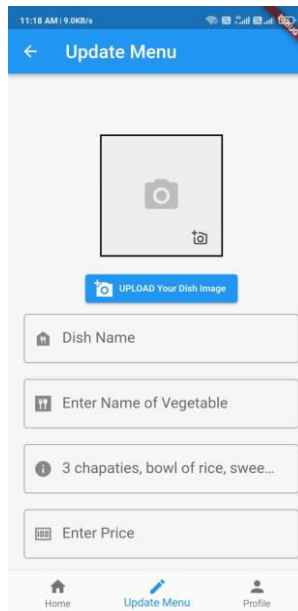 11:18 AM | 9.0KB/s
Update Menu
UPLOAD Your Dish Image
Dish Name
Enter Name of Vegetable
3 chapaties, bowl of rice, swee...
Enter Price
Home
Update Menu
Profile